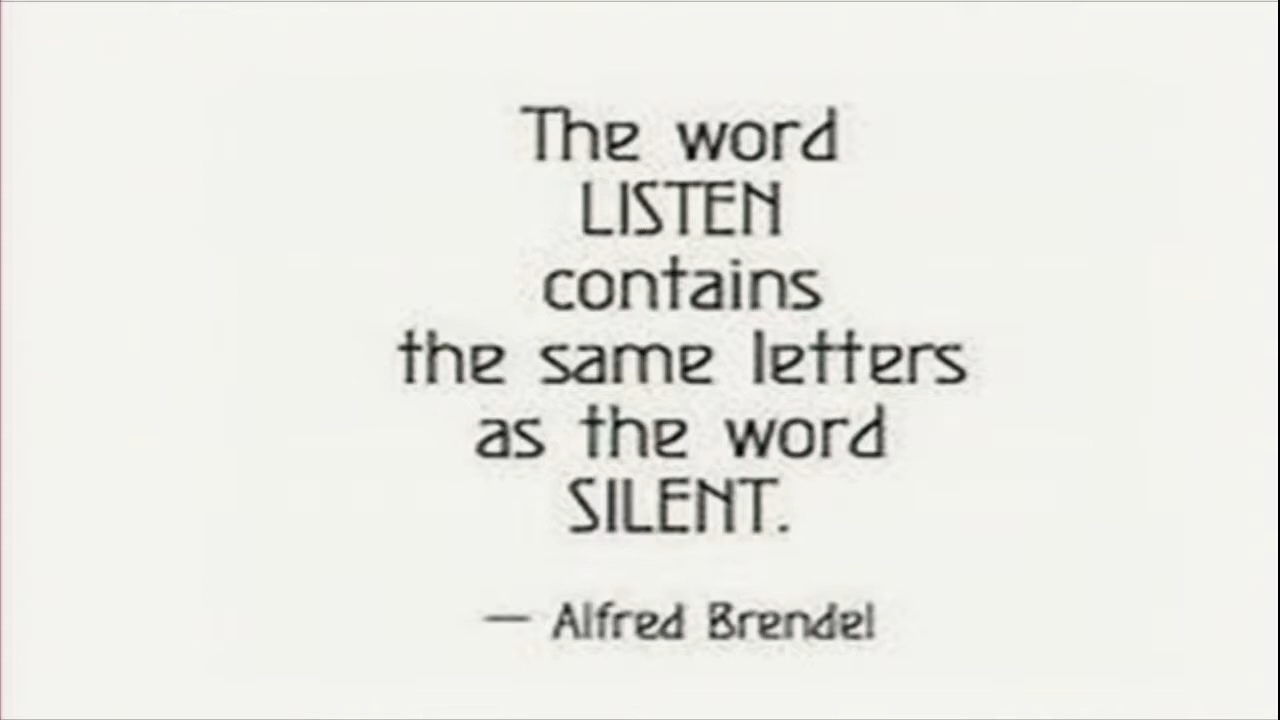 The word
LISTEN
contains
the same letters
as the word
SILENT.
— Alfred Brendel